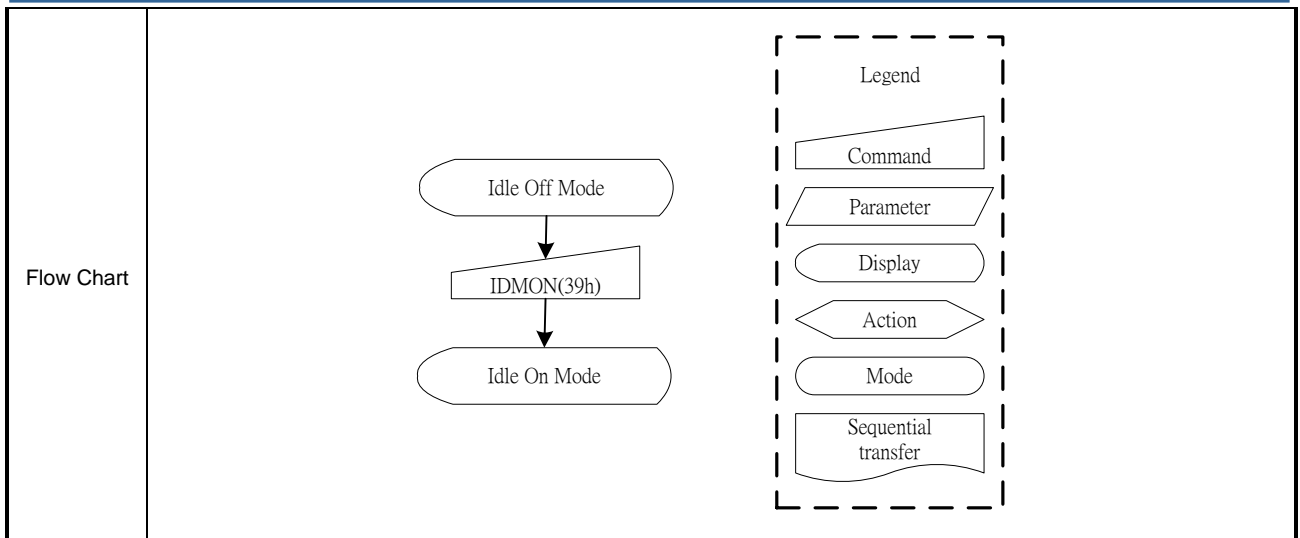 Flow Chart
Idle Off Mode
IDMON(39h)
Idle On Mode
Legend
Command
Parameter
Display
Action
Mode
Sequential
transfer